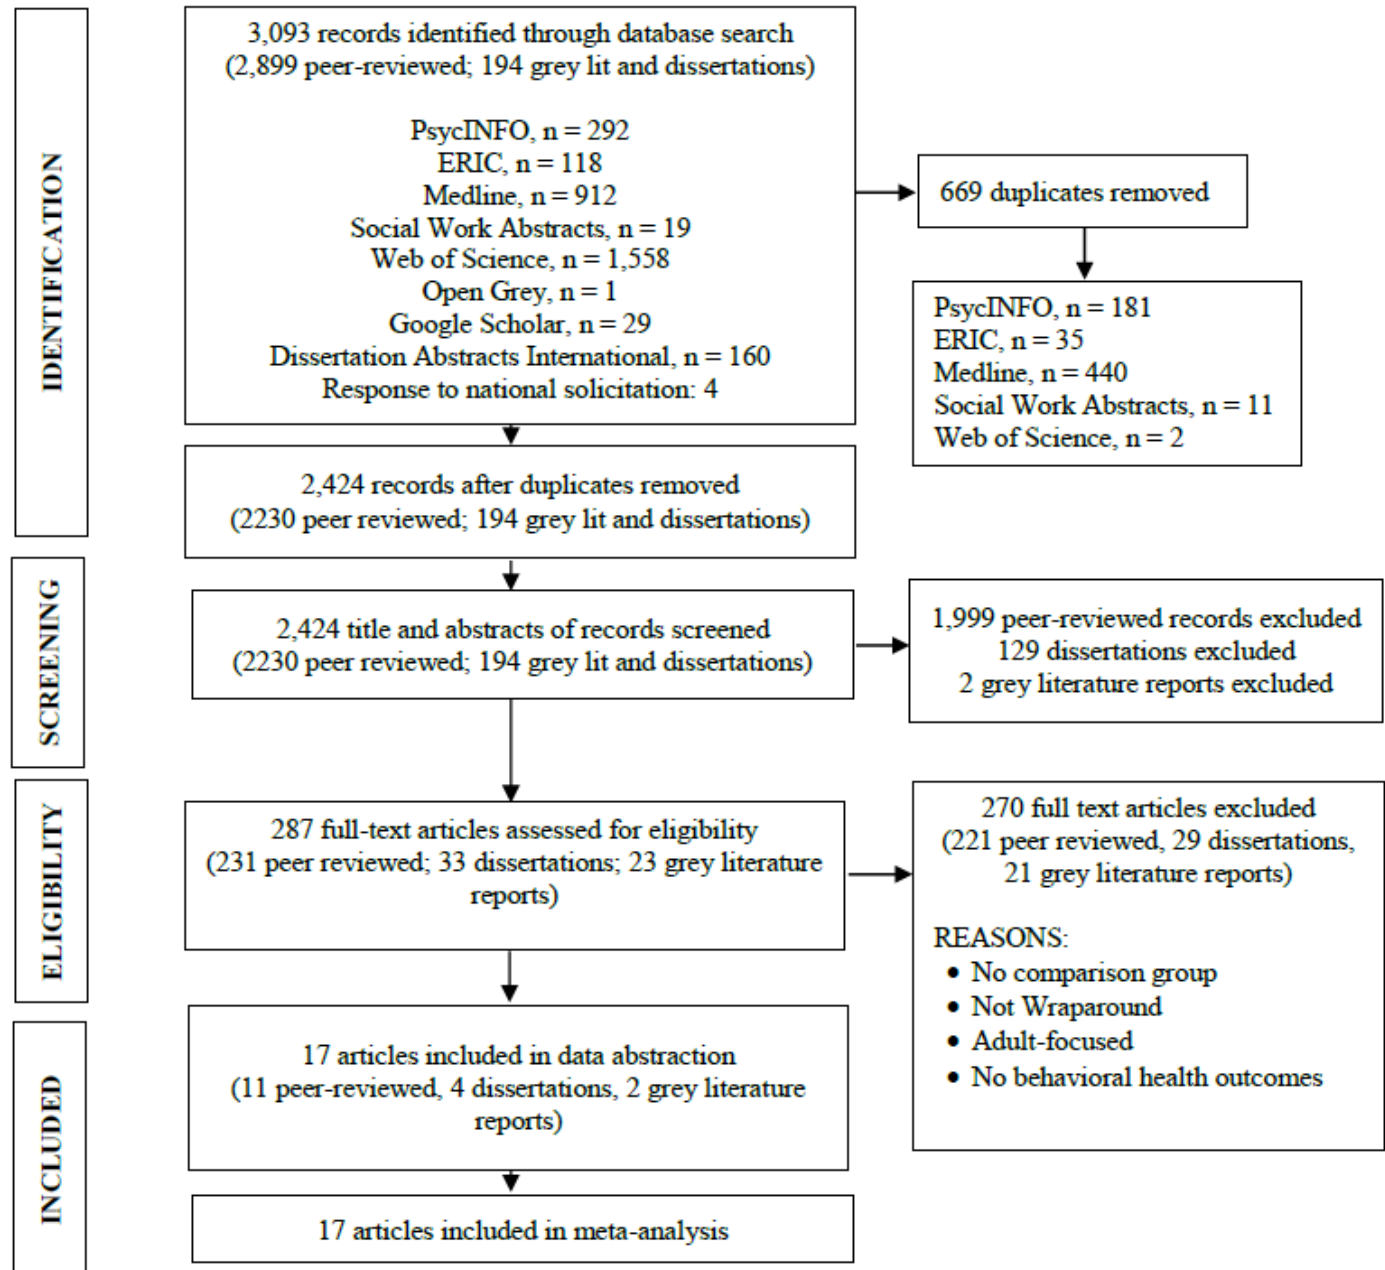 IDENTIFICATION
3,093 records identified through database search
(2,899 peer-reviewed; 194 grey lit and dissertations)
PsycINFO, n = 292
ERIC, n = 118
Medline, n = 912
Social Work Abstracts, n = 19
Web of Science, n = 1,558
Open Grey, n = 1
Google Scholar, n = 29
Dissertation Abstracts International, n = 160
Response to national solicitation: 4
669 duplicates removed
PsycINFO, n = 181
ERIC, n = 35
Medline, n = 440
Social Work Abstracts, n = 11
Web of Science, n = 2
2,424 records after duplicates removed
(2230 peer reviewed; 194 grey lit and dissertations)
SCREENING
2,424 title and abstracts of records screened
(2230 peer reviewed; 194 grey lit and dissertations)
1,999 peer-reviewed records excluded
129 dissertations excluded
2 grey literature reports excluded
ELIGIBILITY
287 full-text articles assessed for eligibility
(231 peer reviewed; 33 dissertations; 23 grey literature
reports)
270 full text articles excluded
(221 peer reviewed, 29 dissertations,
21 grey literature reports)
REASONS:
• No comparison group
• Not Wraparound
• Adult-focused
• No behavioral health outcomes
INCLUDED
17 articles included in data abstraction
(11 peer-reviewed, 4 dissertations, 2 grey literature
reports)
17 articles included in meta-analysis